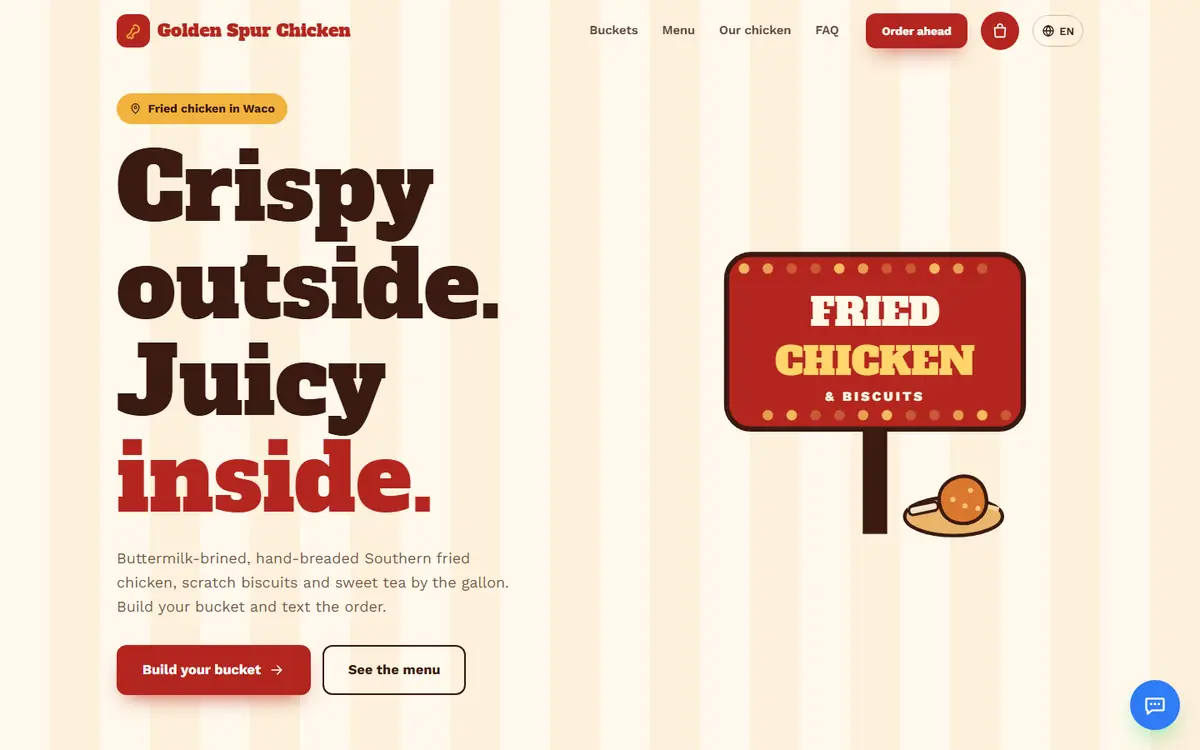 Golden Spur Chicken
Buckets
Menu
Our chicken
FAQ
Order ahead
EN
Fried chicken in Waco
Crispy
outside.
Juicy
inside.
Buttermilk-brined, hand-breaded Southern fried
chicken, scratch biscuits and sweet tea by the gallon.
Build your bucket and text the order.
Build your bucket →
See the menu
FRIED
CHICKEN
& BISCUITS